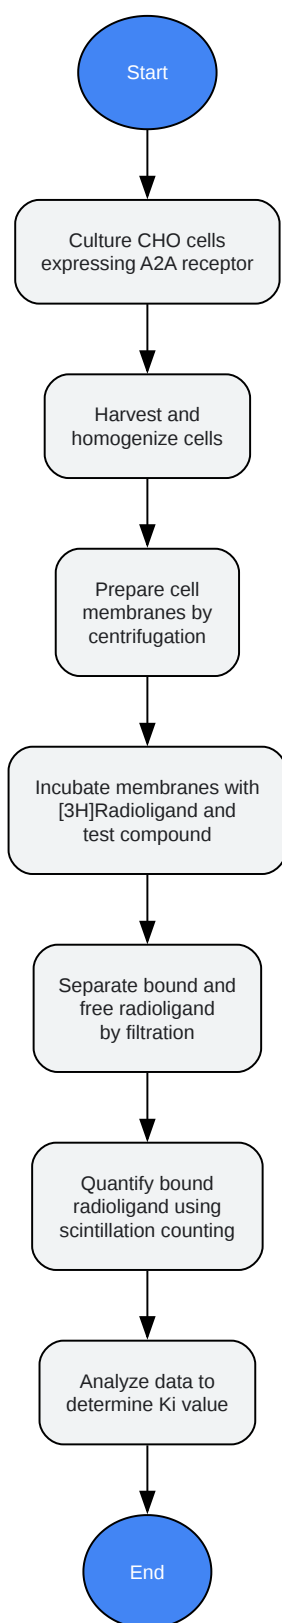 Start
Culture CHO cells
expressing A2A receptor
Harvest and
homogenize cells
Prepare cell
membranes by
centrifugation
Incubate membranes with
[3H]Radioligand and
test compound
Separate bound and
free radioligand
by filtration
Quantify bound
radioligand using
scintillation counting
Analyze data to
determine Ki value
End